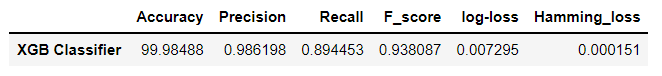 Accuracy Precision Recall F_score log-loss Hamming_loss
XGB Classifier 99.98488 0.986198 0.894453 0.938087 0.007295 0.000151